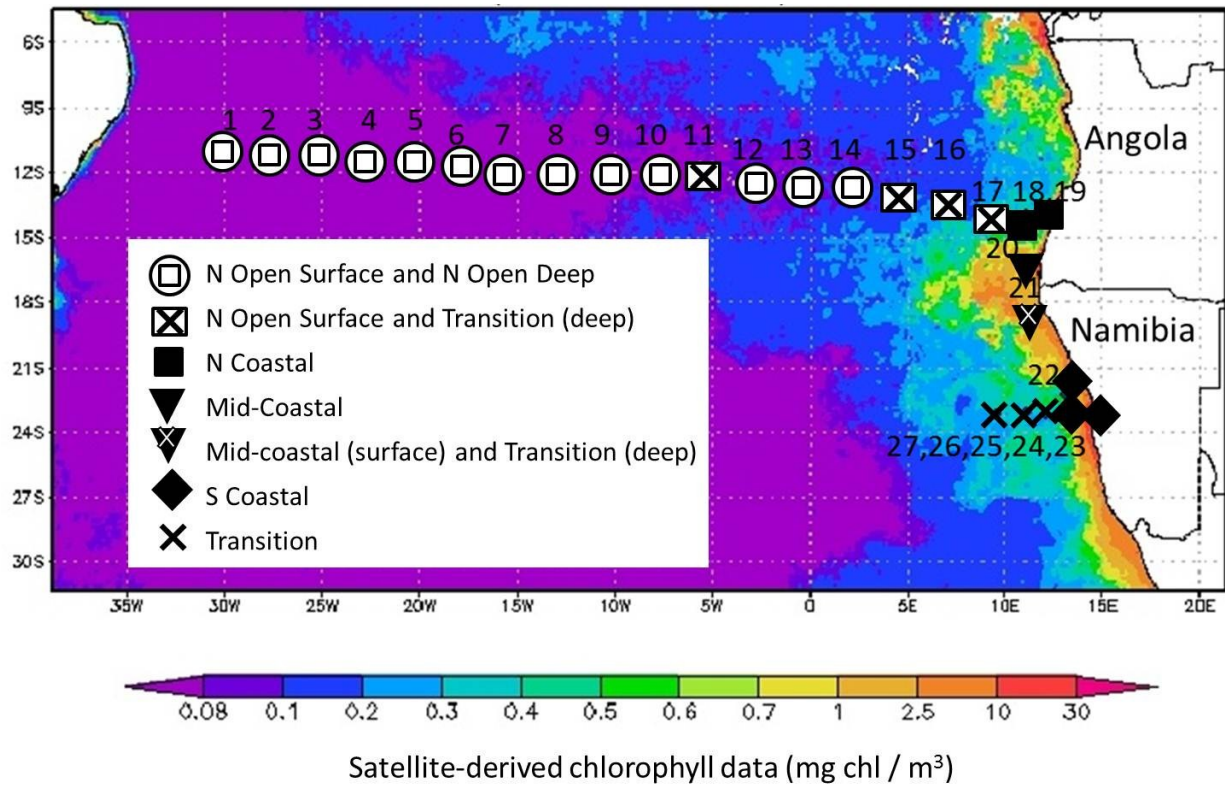 6S
9S
12S
15S
18S
21S
24S
27S
30S
1 2 3 4 5 6 7 8 9 10 11 12 13 14 15 16
17 18,19
20
21
22
27,26,25,24,23
Angola
Namibia
N Open Surface and N Open Deep
N Open Surface and Transition (deep)
N Coastal
Mid-Coastal
Mid-coastal (surface) and Transition (deep)
S Coastal
Transition
35W 30W 25W 20W 15W 10W 5W 0 5E 10E 15E 20E
0.08 0.1 0.2 0.3 0.4 0.5 0.6 0.7 1 2.5 10 30
Satellite-derived chlorophyll data (mg chl / m³)